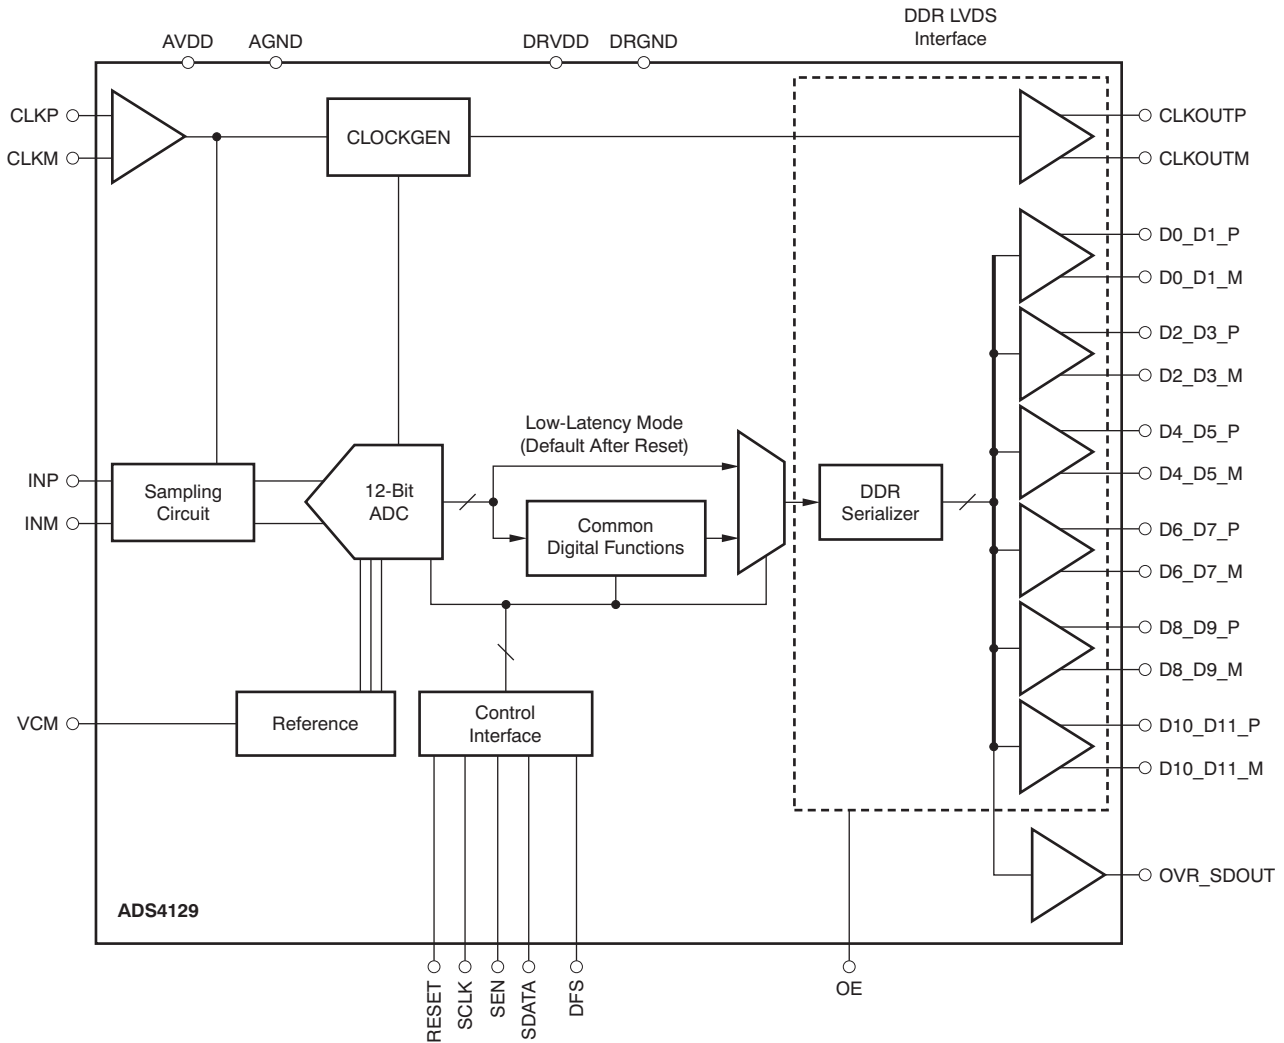 DDR LVDS
Interface
AVDD
AGND
DRVDD
DRGND
CLKP
CLKM
CLOCKGEN
CLKOUTP
CLKOUTM
D0_D1_P
D0_D1_M
D2_D3_P
D2_D3_M
Low-Latency Mode
(Default After Reset)
D4_D5_P
D4_D5_M
INP
INM
Sampling
Circuit
12-Bit
ADC
Common
Digital Functions
DDR
Serializer
D6_D7_P
D6_D7_M
D8_D9_P
D8_D9_M
VCM
Reference
Control
Interface
D10_D11_P
D10_D11_M
OVR_SDOUT
ADS4129
RESET
SCLK
SEN
SDATA
DFS
OE